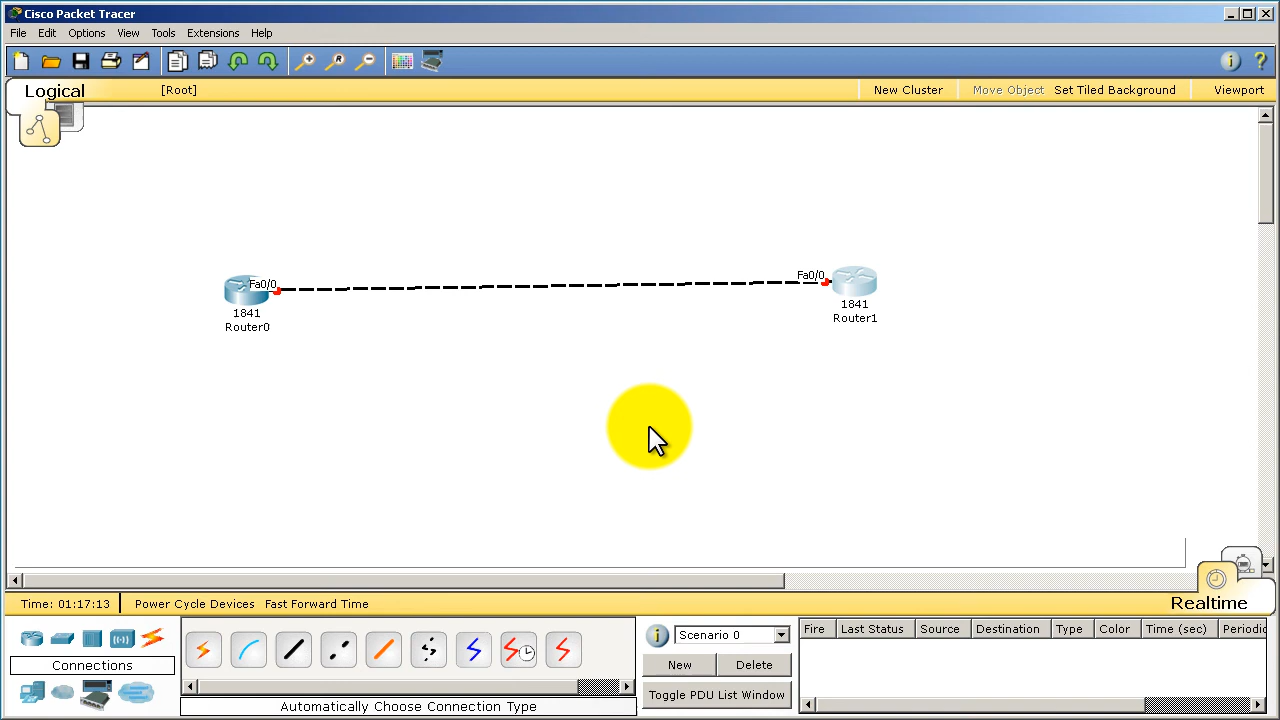 Cisco Packet Tracer
File Edit Options View Tools Extensions Help
Logical [Root] New Cluster Move Object Set Tiled Background Viewport
Fa0/0 Fa0/0
1841
Router0
1841
Router1
Time: 01:17:13 Power Cycle Devices Fast Forward Time Realtime
Scenario 0
Fire Last Status Source Destination Type Color Time (sec) Periodic
Connections
New Delete
Toggle PDU List Window
Automatically Choose Connection Type